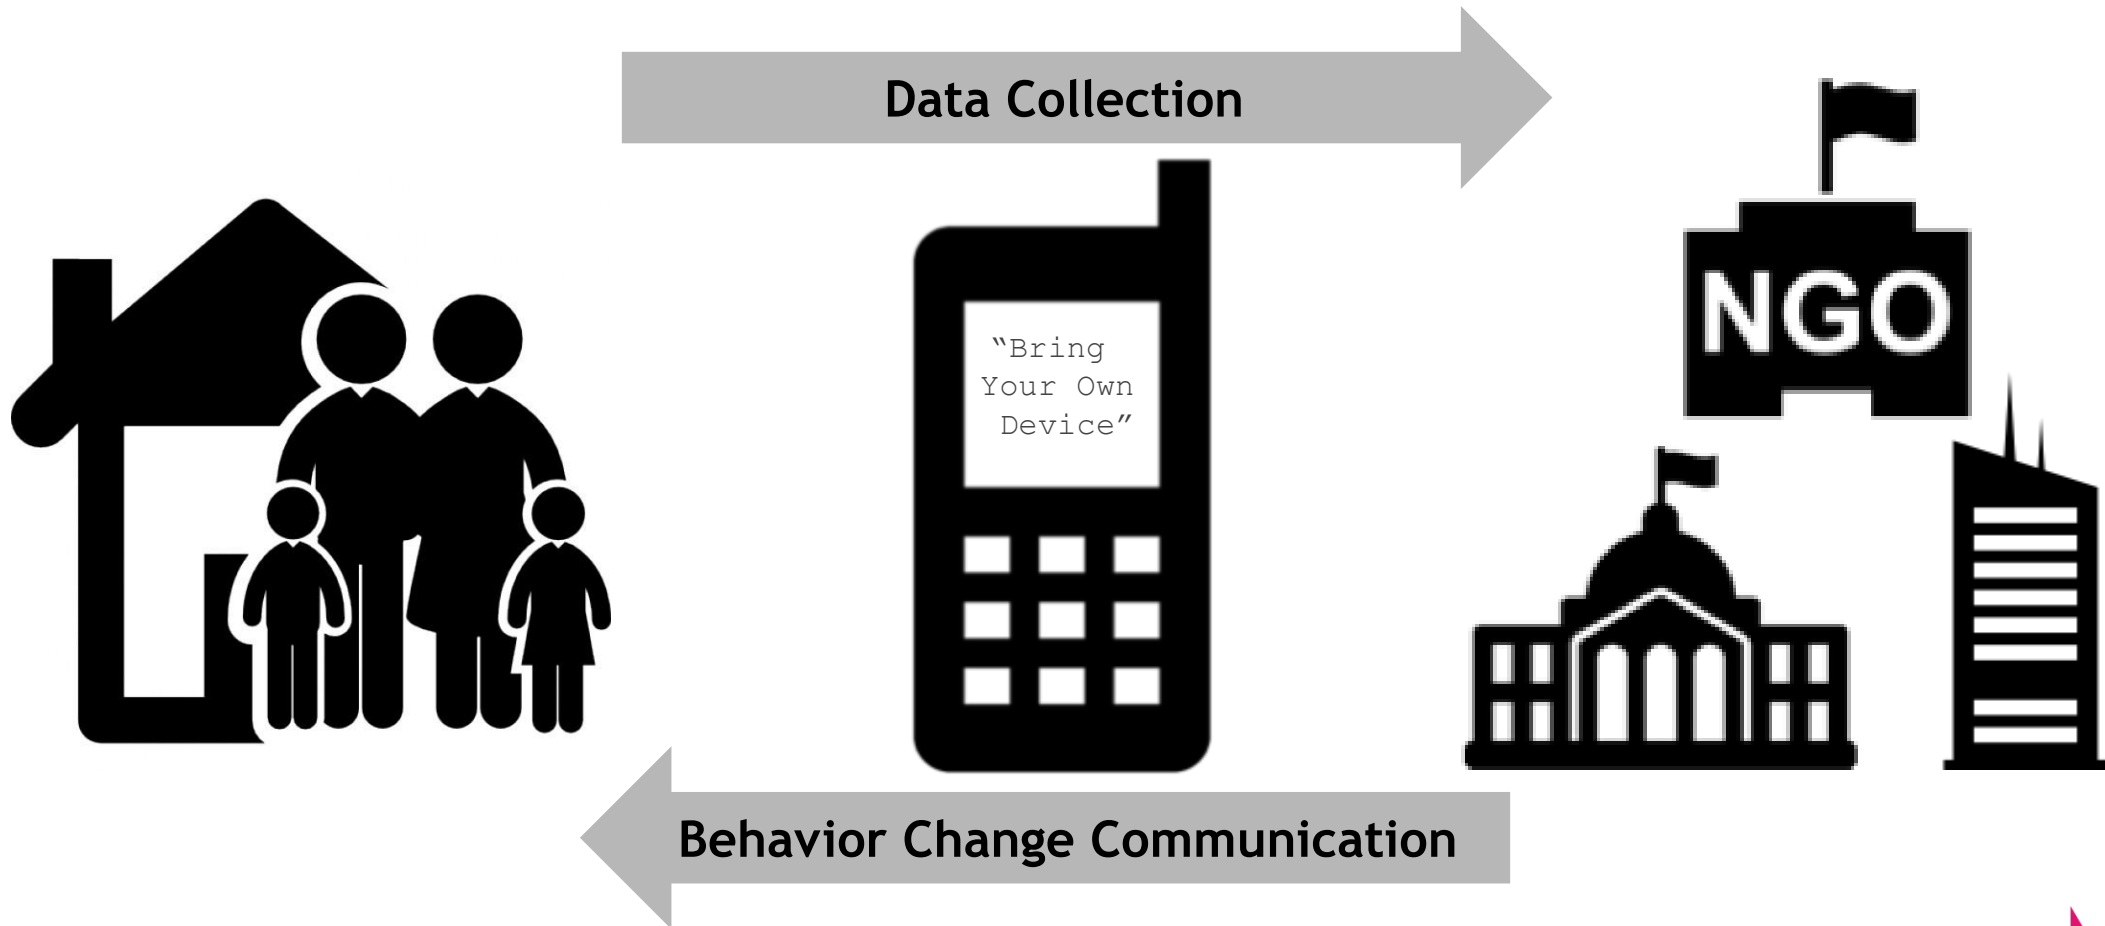 Data Collection
“Bring
Your Own
Device”
NGO
Behavior Change Communication